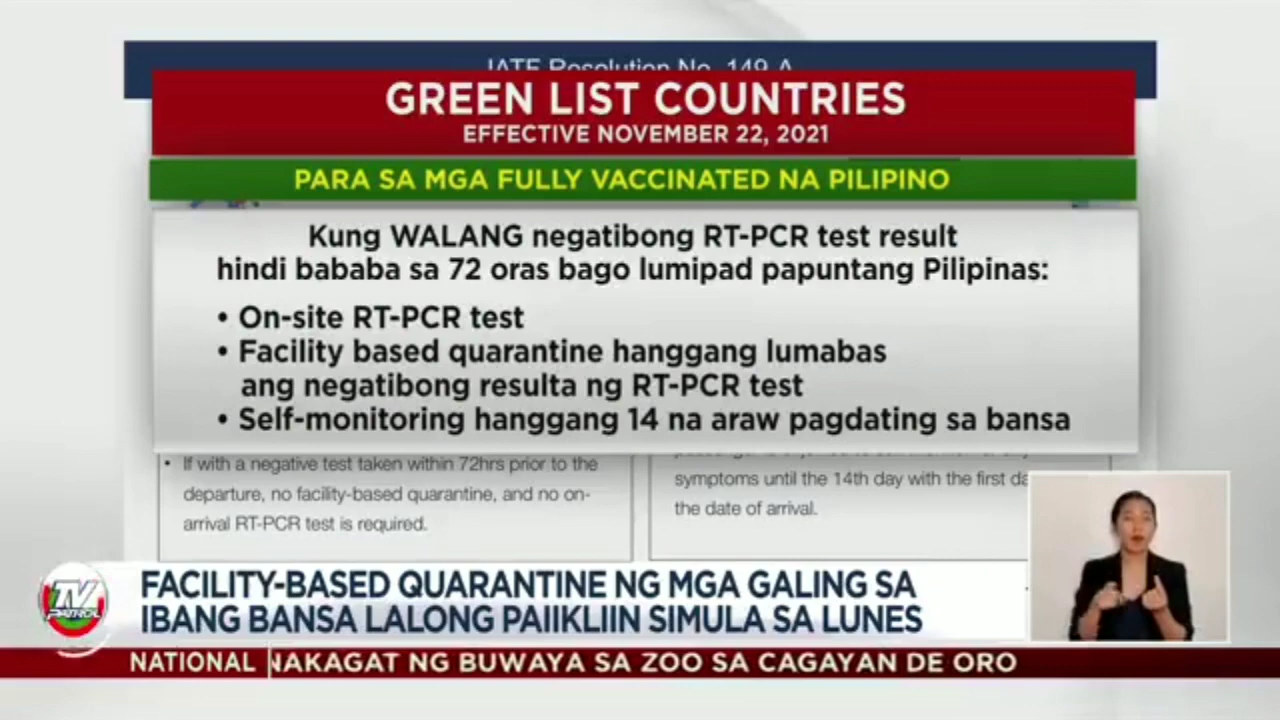 IATF Resolution No. 149-A
GREEN LIST COUNTRIES
EFFECTIVE NOVEMBER 22, 2021
PARA SA MGA FULLY VACCINATED NA PILIPINO
Kung WALANG negatibong RT-PCR test result
hindi bababa sa 72 oras bago lumipad papuntang Pilipinas:
• On-site RT-PCR test
• Facility based quarantine hanggang lumabas
ang negatibong resulta ng RT-PCR test
• Self-monitoring hanggang 14 na araw pagdating sa bansa
• If with a negative test taken within 72hrs prior to the
departure, no facility-based quarantine, and no on-
arrival RT-PCR test is required.
symptoms until the 14th day with the first
the date of arrival.
TV
PATROL
FACILITY-BASED QUARANTINE NG MGA GALING SA
IBANG BANSA LALONG PAIIKLIIN SIMULA SA LUNES
NATIONAL NAKAGAT NG BUWAYA SA ZOO SA CAGAYAN DE ORO